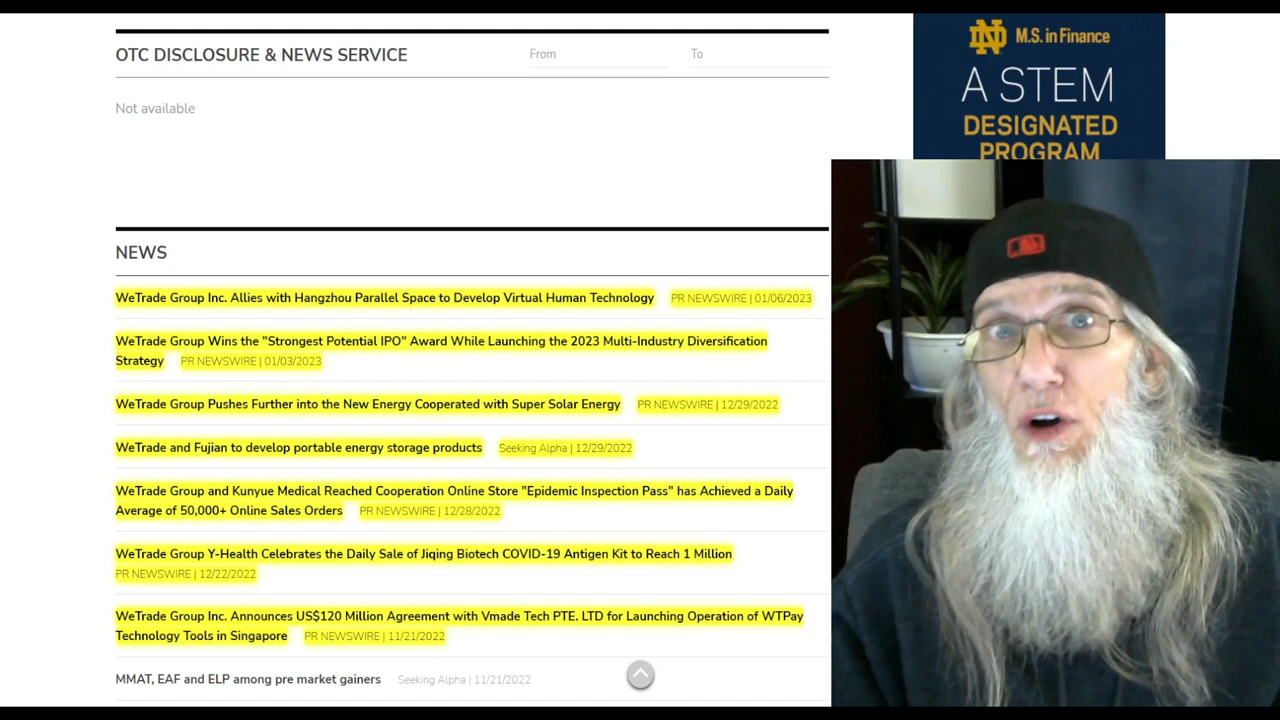 OTC DISCLOSURE & NEWS SERVICE
From
To
Not available
NEWS
WeTrade Group Inc. Allies with Hangzhou Parallel Space to Develop Virtual Human Technology PR NEWSWIRE | 01/06/2023
WeTrade Group Wins the "Strongest Potential IPO" Award While Launching the 2023 Multi-Industry Diversification
Strategy PR NEWSWIRE | 01/03/2023
WeTrade Group Pushes Further into the New Energy Cooperated with Super Solar Energy PR NEWSWIRE | 12/29/2022
WeTrade and Fujian to develop portable energy storage products Seeking Alpha | 12/29/2022
WeTrade Group and Kunyue Medical Reached Cooperation Online Store "Epidemic Inspection Pass" has Achieved a Daily
Average of 50,000+ Online Sales Orders PR NEWSWIRE | 12/28/2022
WeTrade Group Y-Health Celebrates the Daily Sale of Jiqing Biotech COVID-19 Antigen Kit to Reach 1 Million
PR NEWSWIRE | 12/22/2022
WeTrade Group Inc. Announces US$120 Million Agreement with Vmade Tech PTE. LTD for Launching Operation of WTPay
Technology Tools in Singapore PR NEWSWIRE | 11/21/2022
MMAT, EAF and ELP among pre market gainers Seeking Alpha | 11/21/2022
ND M.S. in Finance
A STEM
DESIGNATED
PROGRAM